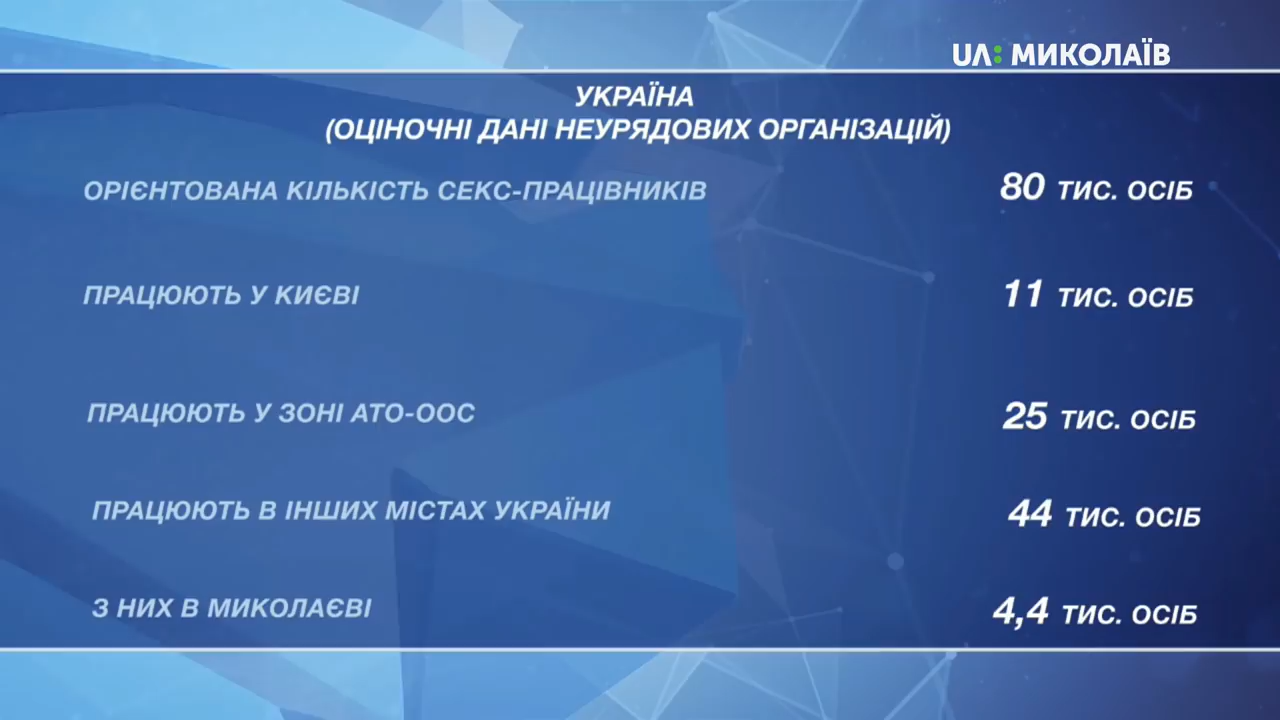 UA: МИКОЛАЇВ
УКРАЇНА
(ОЦІНОЧНІ ДАНІ НЕУРЯДОВИХ ОРГАНІЗАЦІЙ)
ОРІЄНТОВАНА КІЛЬКІСТЬ СЕКС-ПРАЦІВНИКІВ 80 ТИС. ОСІБ
ПРАЦЮЮТЬ У КИЄВІ 11 ТИС. ОСІБ
ПРАЦЮЮТЬ У ЗОНІ АТО-ООС 25 ТИС. ОСІБ
ПРАЦЮЮТЬ В ІНШИХ МІСТАХ УКРАЇНИ 44 ТИС. ОСІБ
З НИХ В МИКОЛАЄВІ 4,4 ТИС. ОСІБ